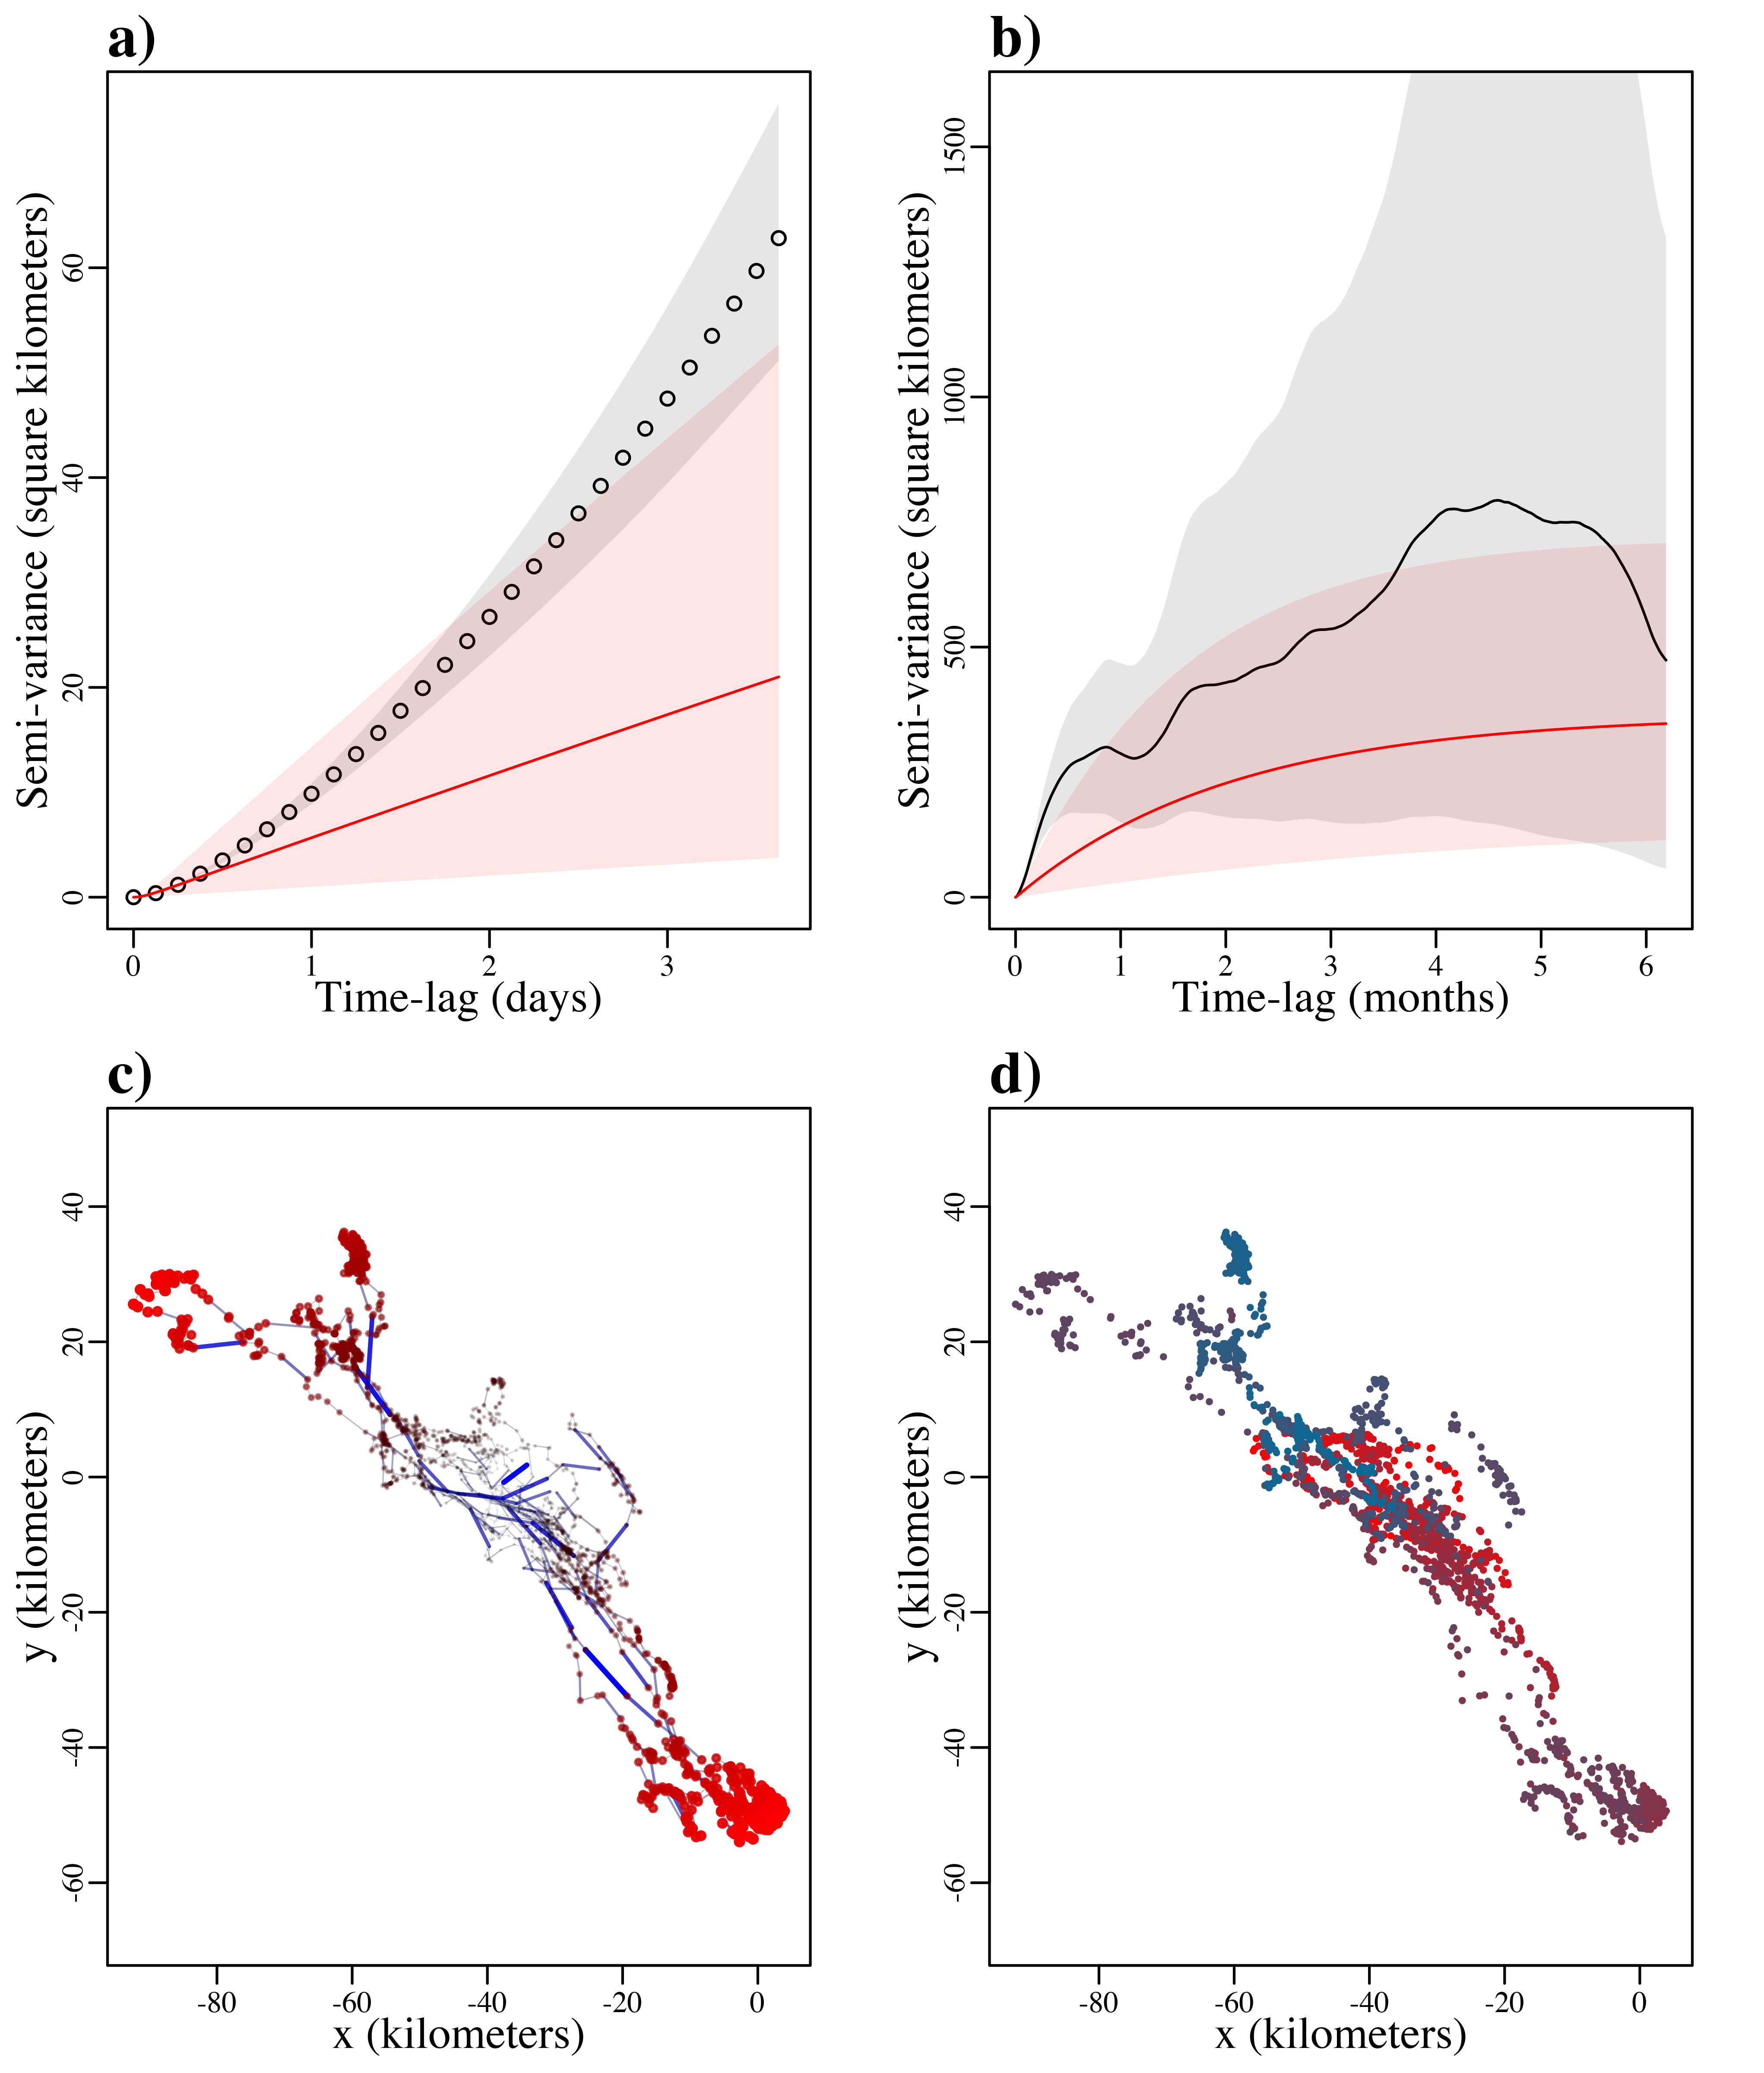 a)
Semi-variance (square kilometers)
0 20 40 60
0 1 2 3
Time-lag (days)
b)
Semi-variance (square kilometers)
0 500 1000 1500
0 1 2 3 4 5 6
Time-lag (months)
c)
y (kilometers)
-60 -40 -20 0 20 40
-80 -60 -40 -20 0
x (kilometers)
d)
y (kilometers)
-60 -40 -20 0 20 40
-80 -60 -40 -20 0
x (kilometers)